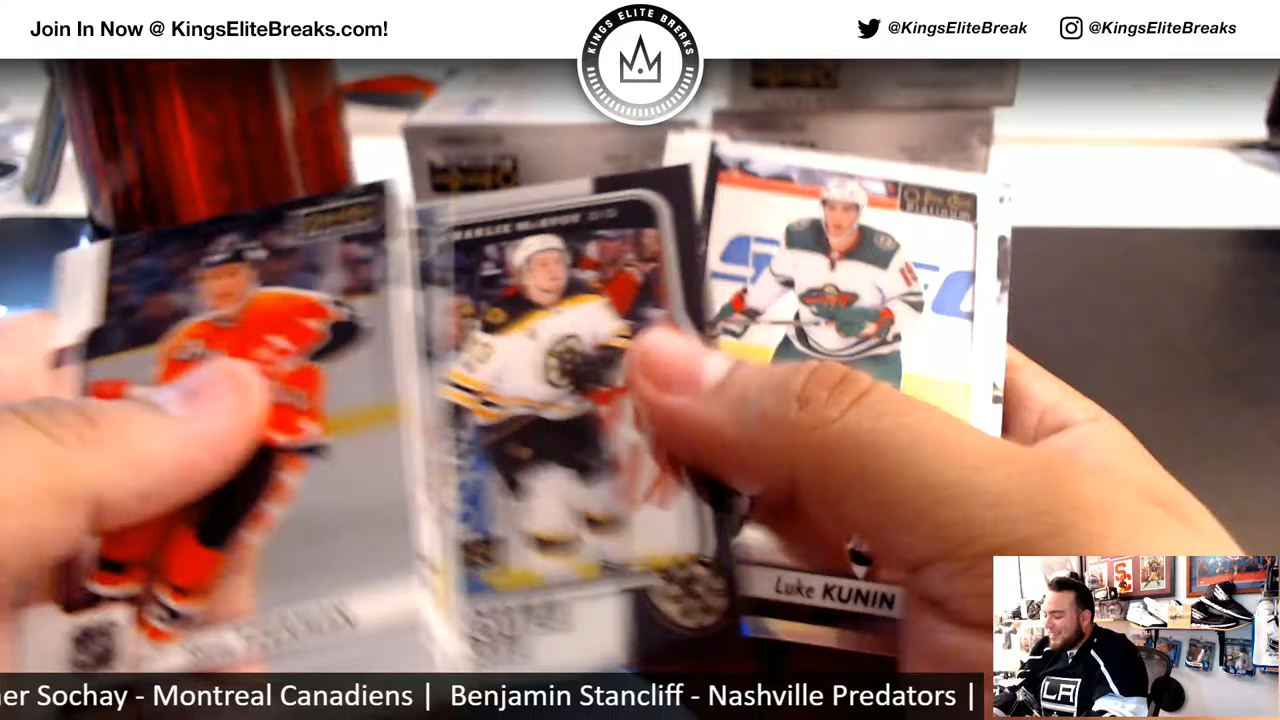 Join In Now @ KingsEliteBreaks.com!
KINGS ELITE BREAKS
@KingsEliteBreak
@KingsEliteBreaks
Luke KUNIN
LA
er Sochay - Montreal Canadiens | Benjamin Stancliff - Nashville Predators |